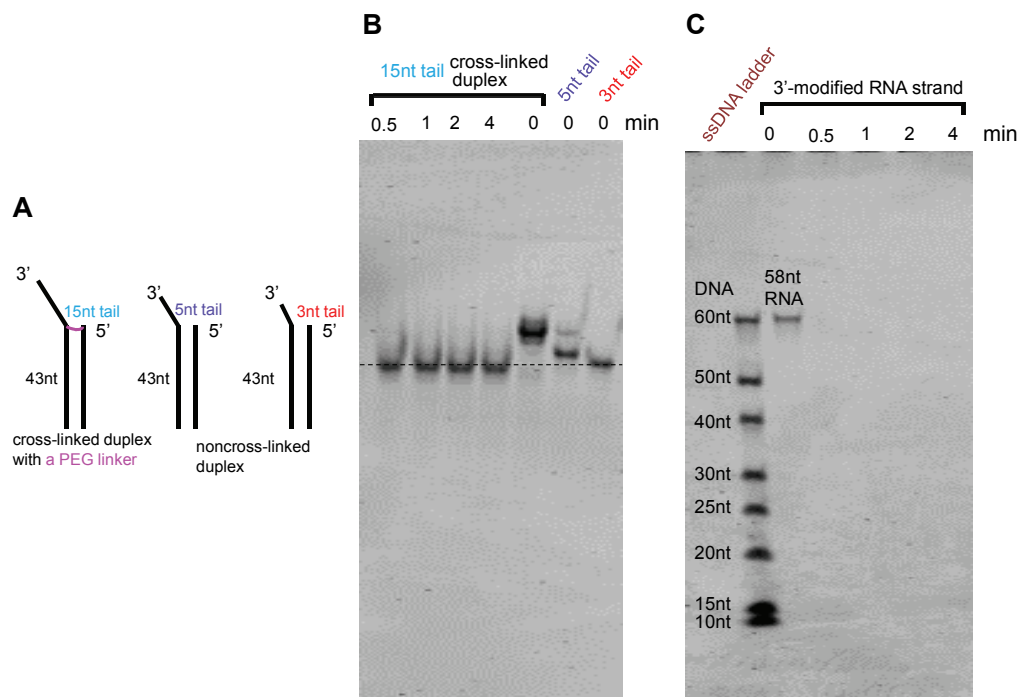 A
3’
15nt tail
5’
43nt
cross-linked duplex
with a PEG linker
3’
5nt tail
5’
43nt
3’
3nt tail
5’
43nt
noncross-linked
duplex
B
15nt tail cross-linked
duplex
5nt tail
3nt tail
0.5 1 2 4 0 0 0 min
C
ssDNA ladder
3’-modified RNA strand
0 0.5 1 2 4 min
DNA
58nt
RNA
60nt
50nt
40nt
30nt
25nt
20nt
15nt
10nt